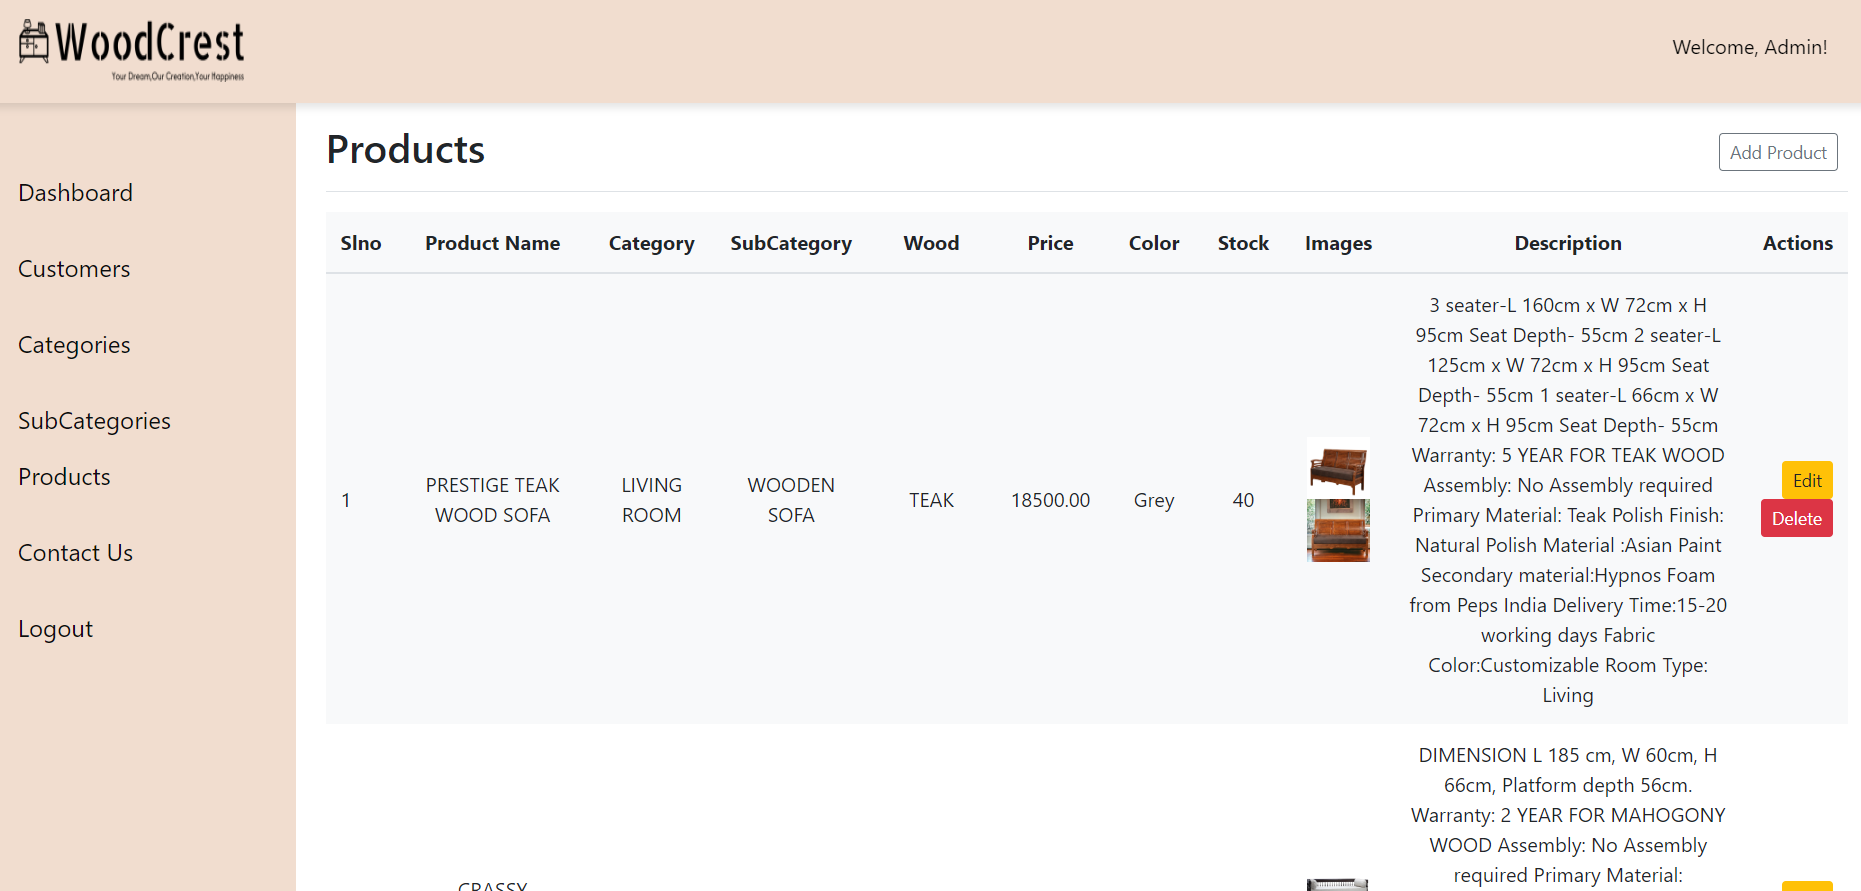 WoodCrest
Your Dream,Our Creation,Your Happiness
Welcome, Admin!
Dashboard
Customers
Categories
SubCategories
Products
Contact Us
Logout
Products
Add Product
Slno Product Name Category SubCategory Wood Price Color Stock Images Description Actions
1
PRESTIGE TEAK
WOOD SOFA
LIVING
ROOM
WOODEN
SOFA
TEAK
18500.00
Grey
40
3 seater-L 160cm x W 72cm x H
95cm Seat Depth- 55cm 2 seater-L
125cm x W 72cm x H 95cm Seat
Depth- 55cm 1 seater-L 66cm x W
72cm x H 95cm Seat Depth- 55cm
Warranty: 5 YEAR FOR TEAK WOOD
Assembly: No Assembly required
Primary Material: Teak Polish Finish:
Natural Polish Material :Asian Paint
Secondary material:Hypnos Foam
from Peps India Delivery Time:15-20
working days Fabric
Color:Customizable Room Type:
Living
Edit
Delete
CRASSY
DIMENSION L 185 cm, W 60cm, H
66cm, Platform depth 56cm.
Warranty: 2 YEAR FOR MAHOGONY
WOOD Assembly: No Assembly
required Primary Material: